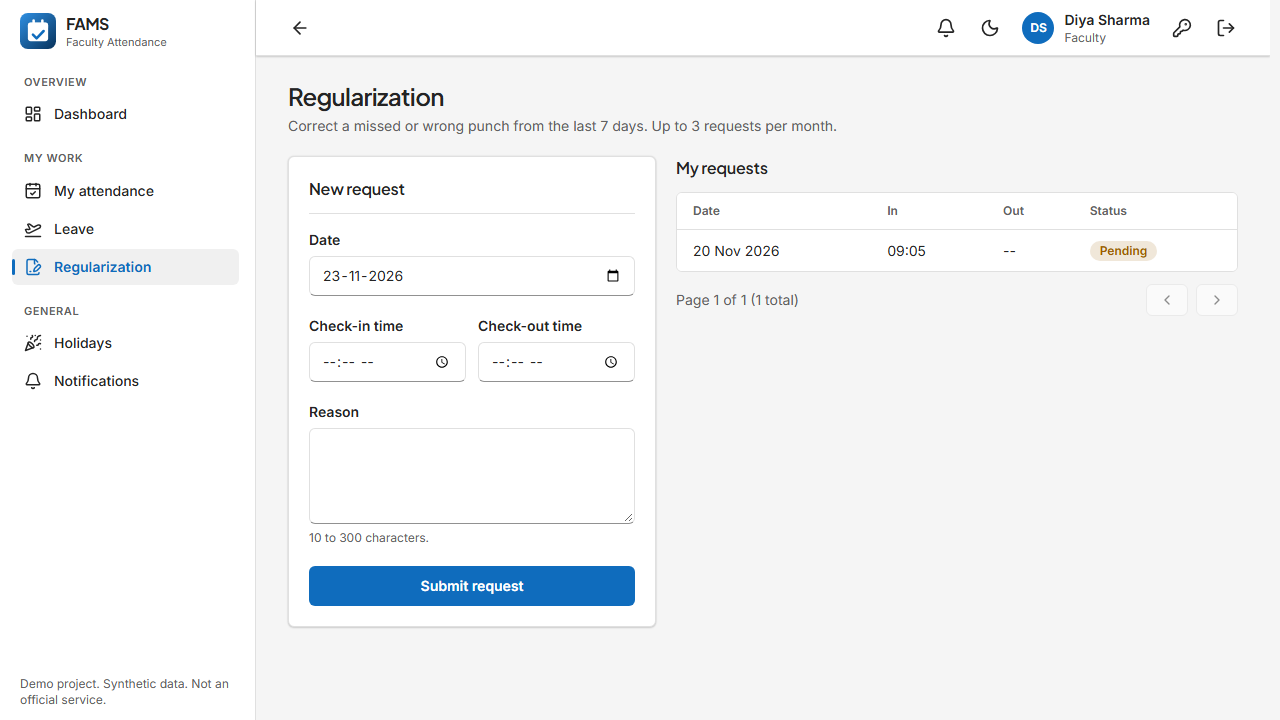 FAMS
Faculty Attendance
OVERVIEW
Dashboard
MY WORK
My attendance
Leave
Regularization
GENERAL
Holidays
Notifications
Demo project. Synthetic data. Not an
official service.
DS
Diya Sharma
Faculty
Regularization
Correct a missed or wrong punch from the last 7 days. Up to 3 requests per month.
New request
Date
23-11-2026
Check-in time Check-out time
--:-- -- --:-- --
Reason
10 to 300 characters.
Submit request
My requests
Date In Out Status
20 Nov 2026 09:05 -- Pending
Page 1 of 1 (1 total)